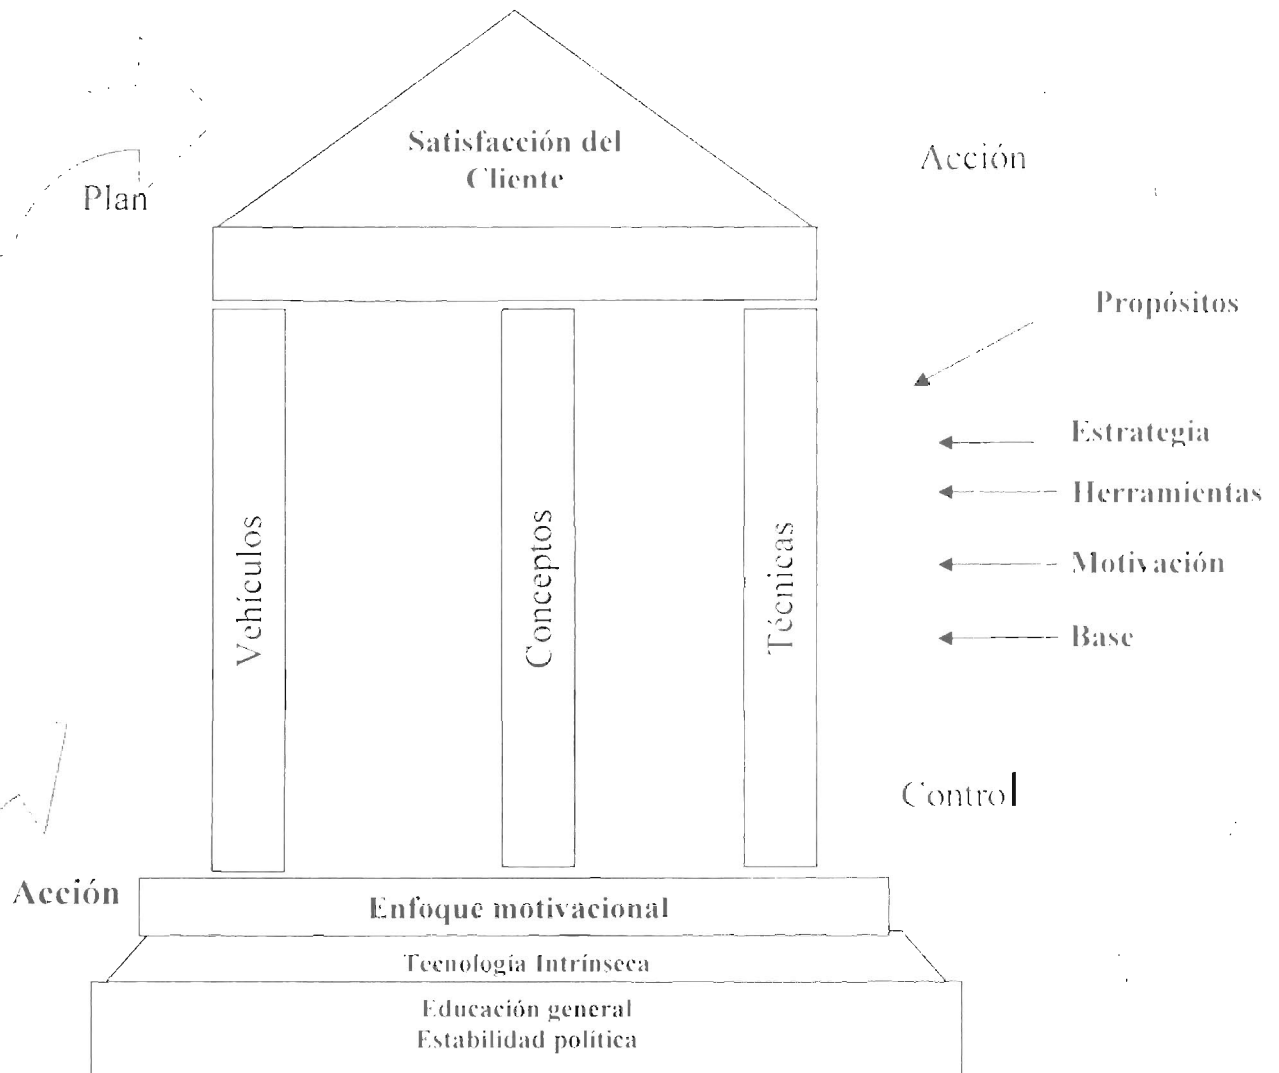 Satisfacción del
Cliente
Acción
Plan
Propósitos
Estrategia
Herramientas
Motivación
Base
Vehículos
Conceptos
Técnicas
Control
Acción
Enfoque motivacional
Tecnología Intrínseca
Educación general
Estabilidad política